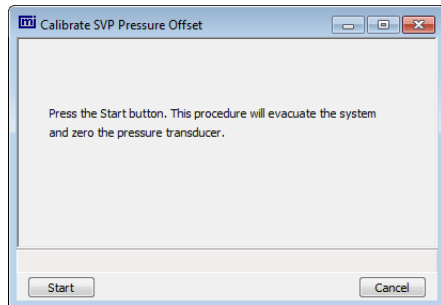 mi Calibrate SVP Pressure Offset
Press the Start button. This procedure will evacuate the system
and zero the pressure transducer.
Start Cancel